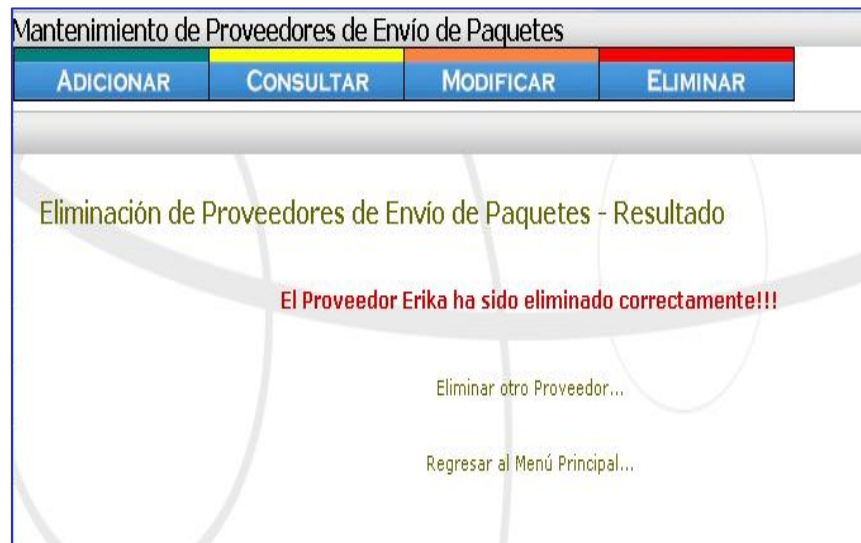 Mantenimiento de Proveedores de Envío de Paquetes
ADICIONAR CONSULTAR MODIFICAR ELIMINAR
Eliminación de Proveedores de Envío de Paquetes - Resultado
El Proveedor Erika ha sido eliminado correctamente!!!
Eliminar otro Proveedor...
Regresar al Menú Principal...